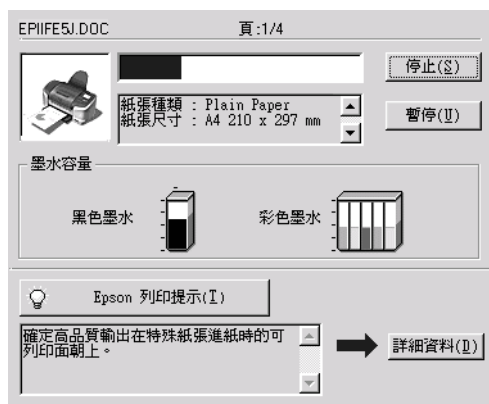 EPIIFE5J.DOC 頁:1/4
停止(S)
紙張種類 : Plain Paper
紙張尺寸 : A4 210 x 297 mm
暫停(U)
墨水容量
黑色墨水
彩色墨水
Epson 列印提示(I)
確定高品質輸出在特殊紙張進紙時的可
列印面朝上。
詳細資料(D)